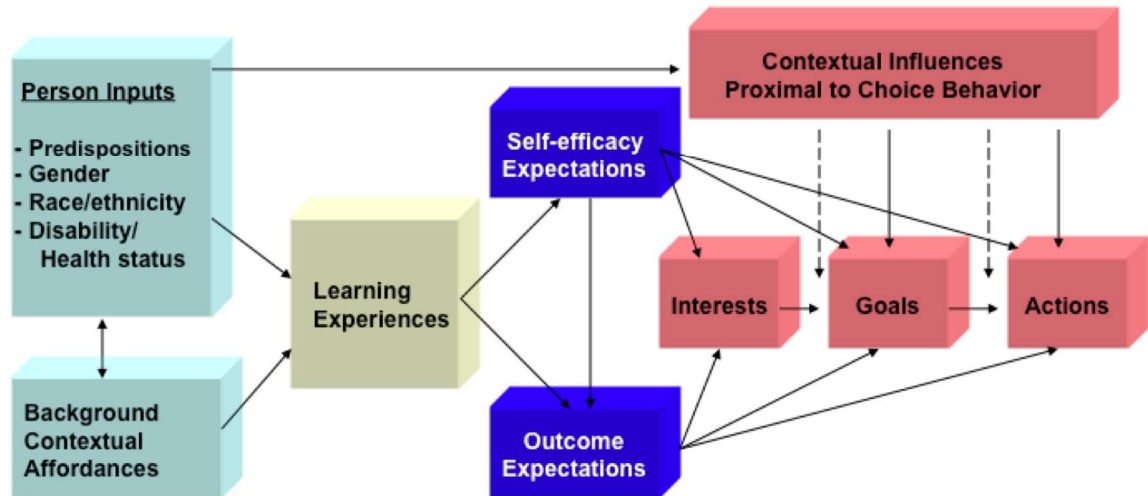 Person Inputs
- Predispositions
- Gender
- Race/ethnicity
- Disability/
Health status
Background
Contextual
Affordances
Learning
Experiences
Self-efficacy
Expectations
Outcome
Expectations
Contextual Influences
Proximal to Choice Behavior
Interests
Goals
Actions